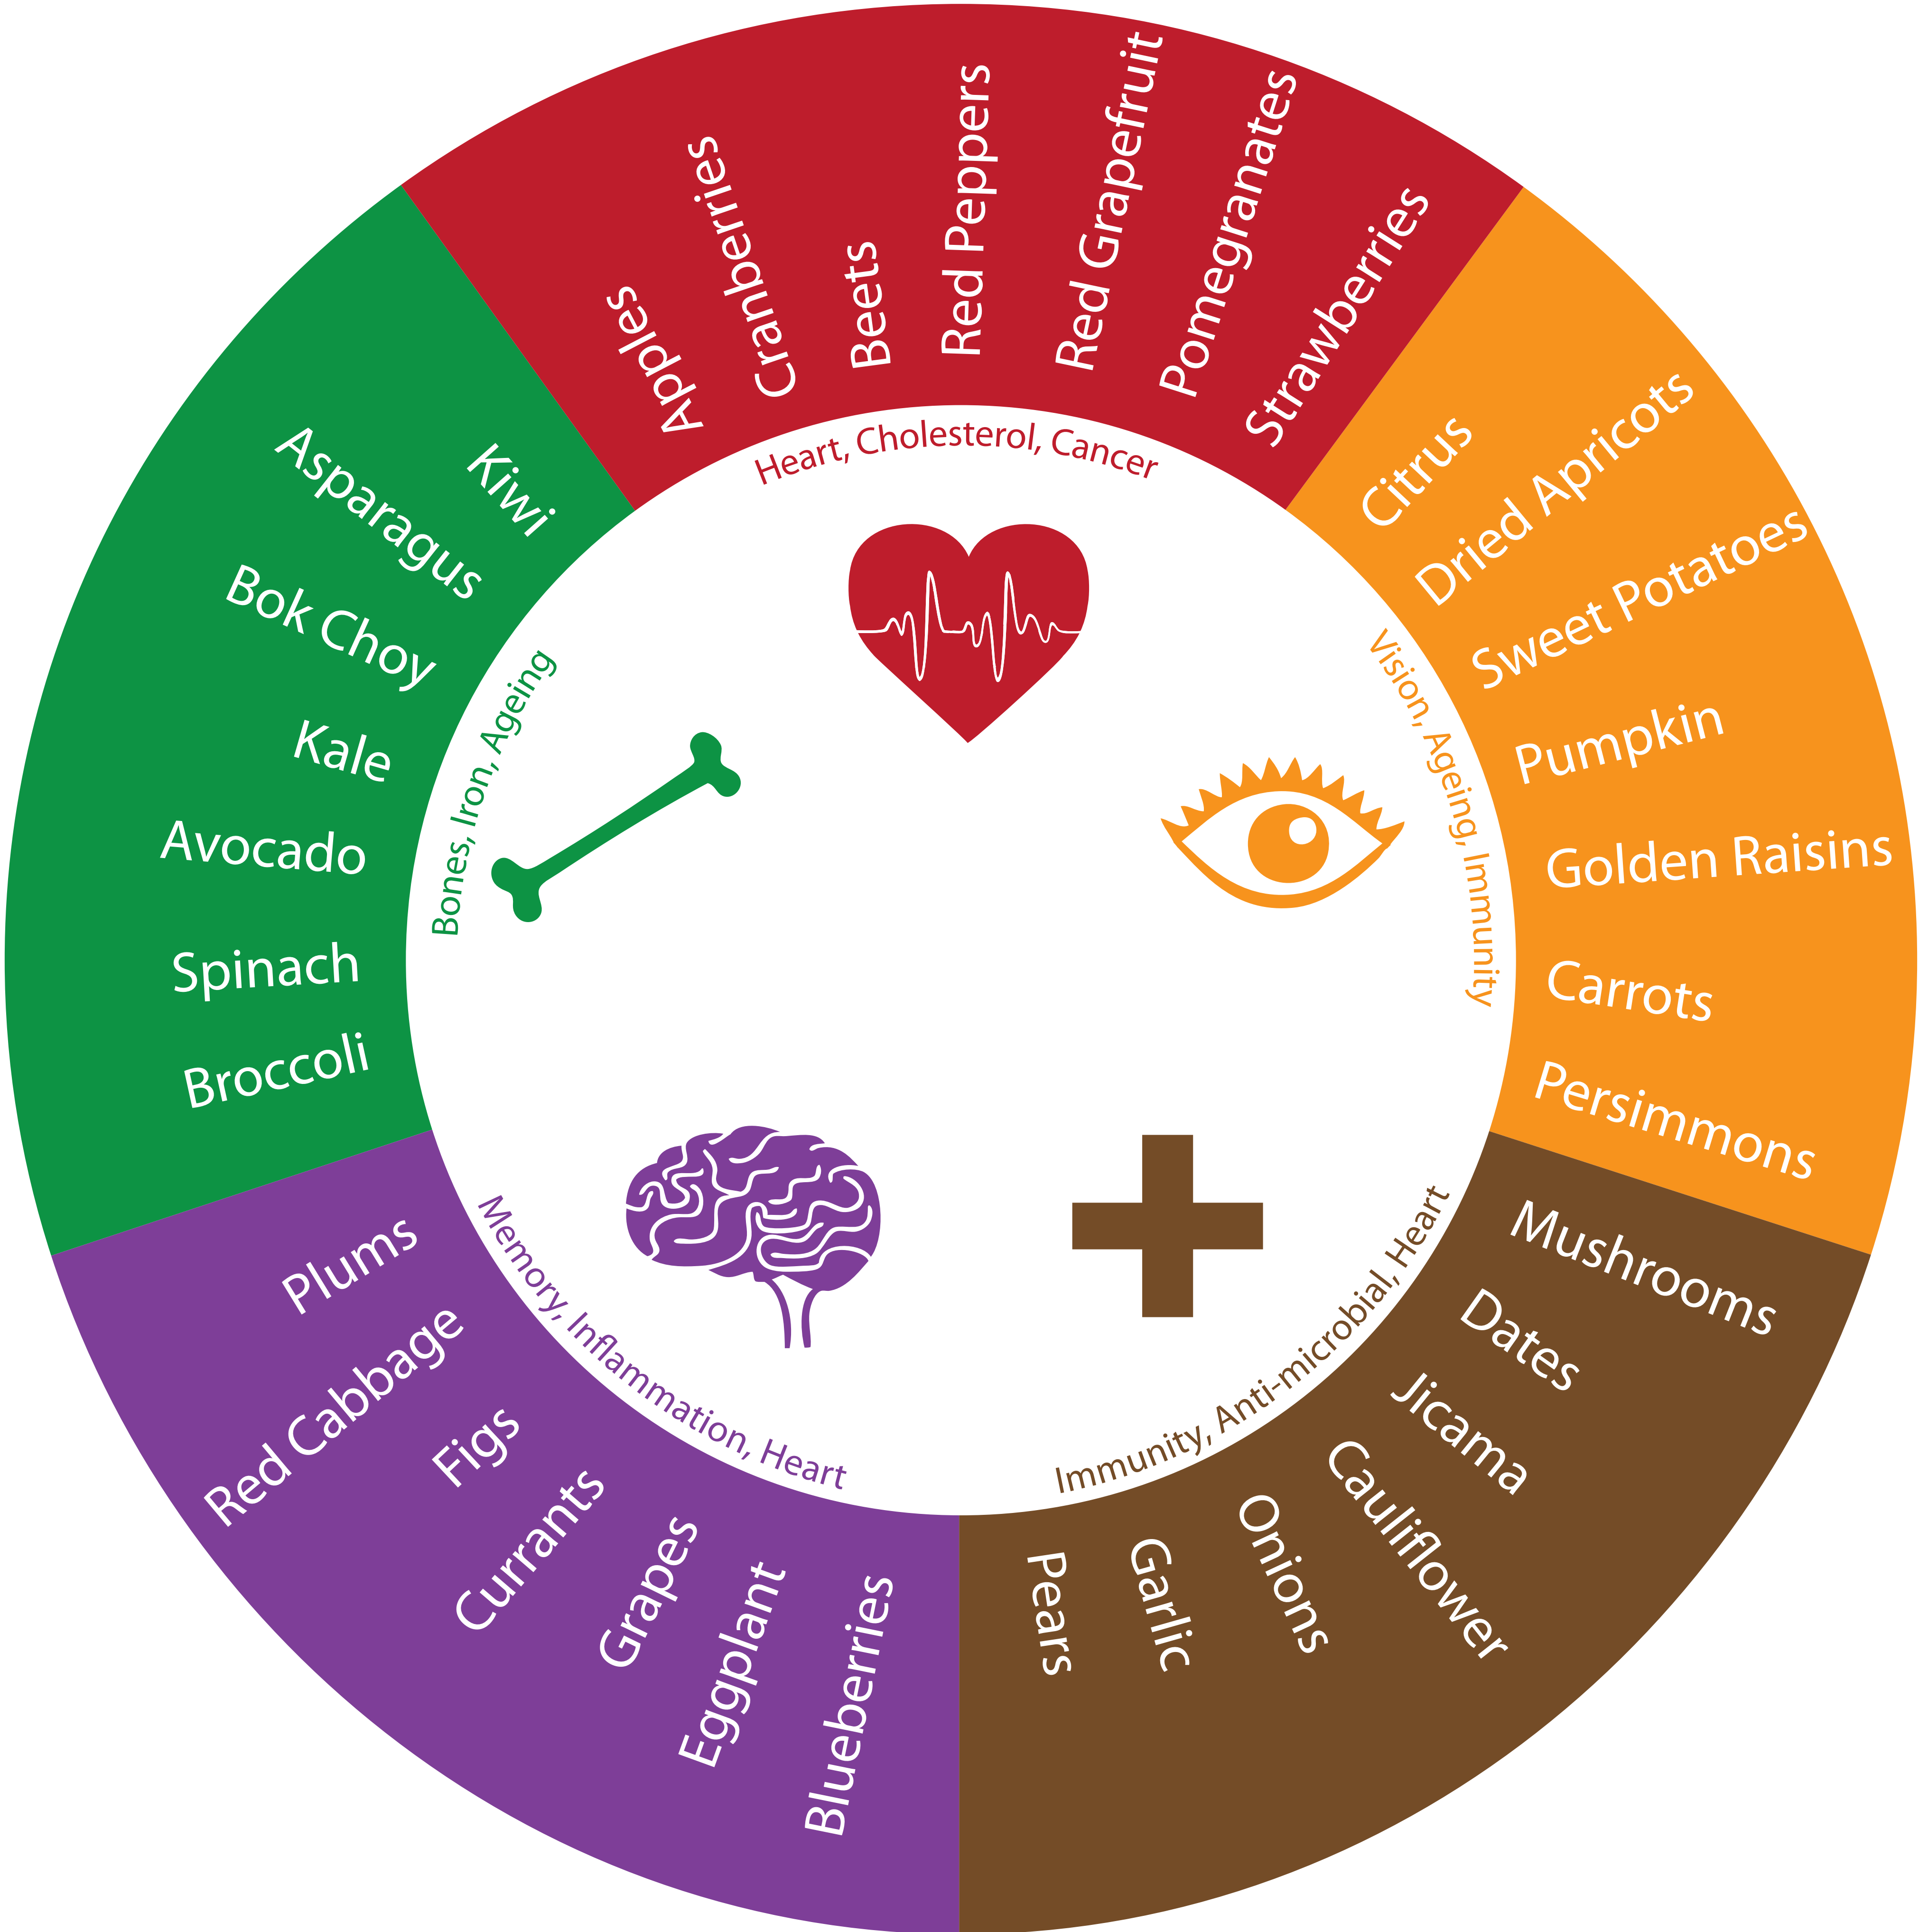 Apples
Cranberries
Beets
Red Peppers
Red Grapefruit
Pomegranates
Strawberries
Heart, Cholesterol, Cancer
Citrus
Dried Apricots
Sweet Potatoes
Pumpkin
Golden Raisins
Carrots
Persimmons
Vision, Ageing, Immunity
Mushrooms
Dates
Jicama
Cauliflower
Onions
Garlic
Pears
Immunity, Anti-microbial, Heart
Plums
Red Cabbage
Figs
Currants
Grapes
Eggplant
Blueberries
Memory, Inflammation, Heart
Kiwi
Asparagus
Bok Choy
Kale
Avocado
Spinach
Broccoli
Bones, Iron, Ageing